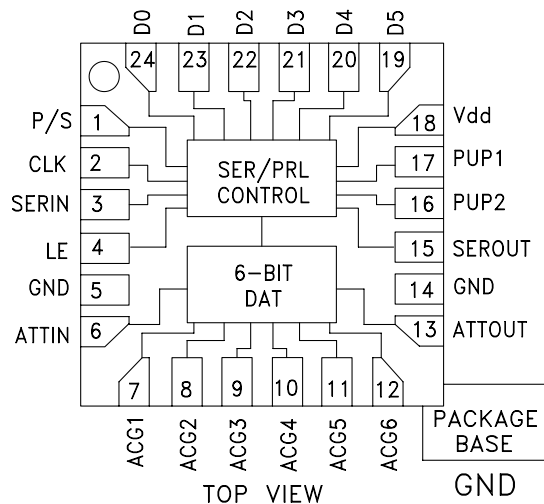 D0 D1 D2 D3 D4 D5
24 23 22 21 20 19
P/S 1 18 Vdd
CLK 2 17 PUP1
SERIN 3 16 PUP2
LE 4 15 SEROUT
GND 5 14 GND
ATTIN 6 13 ATTOUT
SER/PRL
CONTROL
6-BIT
DAT
7 8 9 10 11 12
ACG1 ACG2 ACG3 ACG4 ACG5 ACG6
PACKAGE
BASE
GND
TOP VIEW